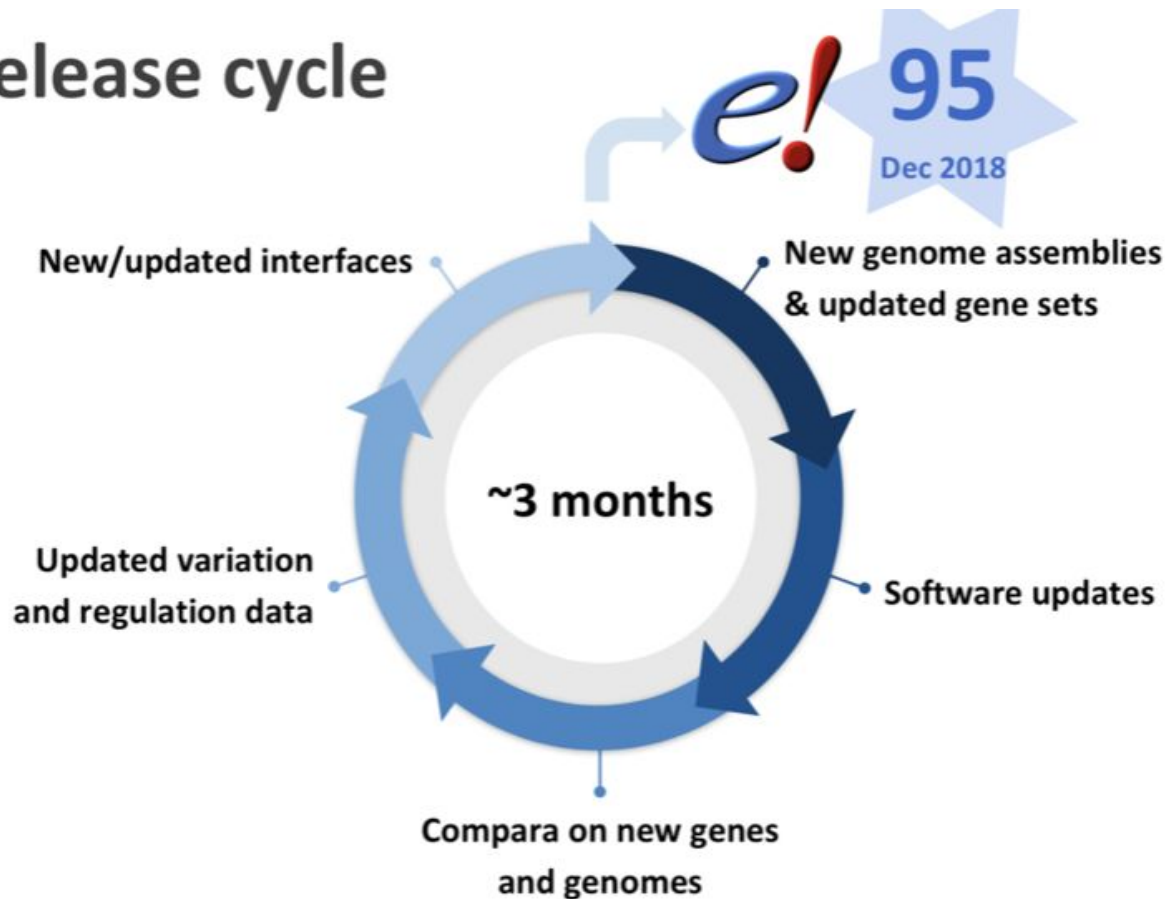 elease cycle
e!
95
Dec 2018
New/updated interfaces
New genome assemblies
& updated gene sets
~3 months
Updated variation
and regulation data
Software updates
Compara on new genes
and genomes